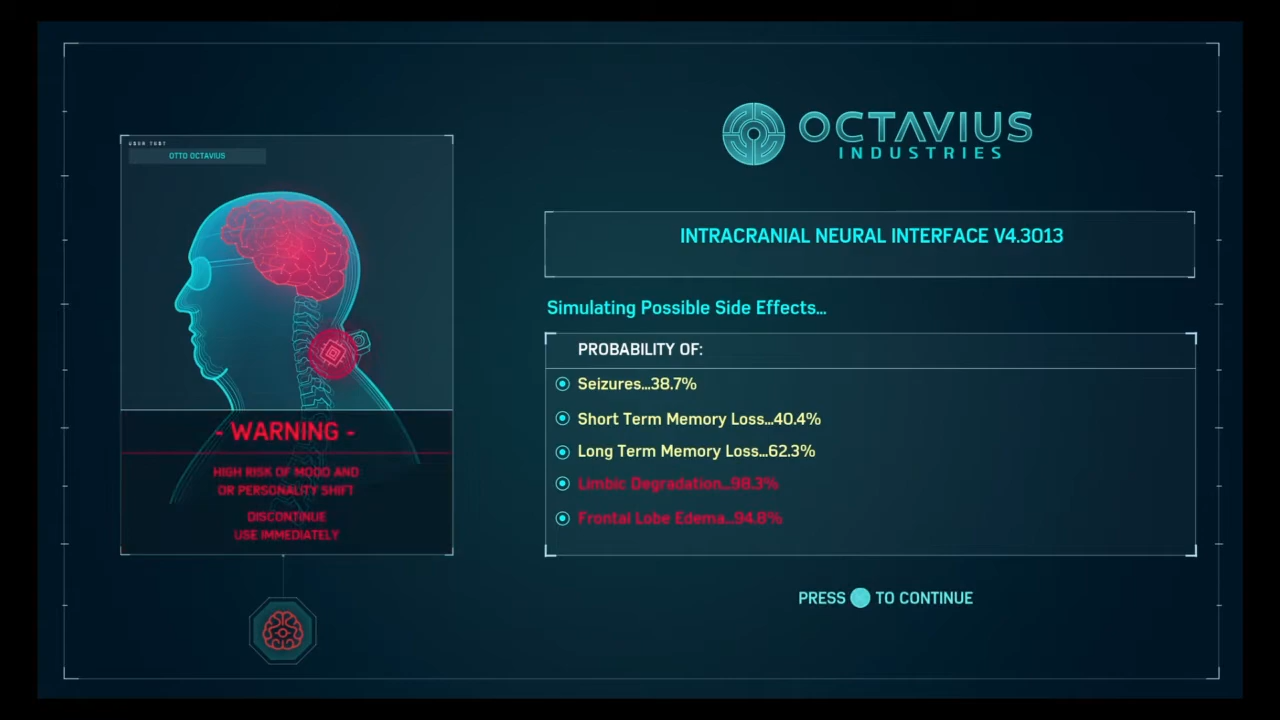 USER TEST
OTTO OCTAVIUS
- WARNING -
HIGH RISK OF MOOD AND
OR PERSONALITY SHIFT
DISCONTINUE
USE IMMEDIATELY
OCTAVIUS
INDUSTRIES
INTRACRANIAL NEURAL INTERFACE V4.3013
Simulating Possible Side Effects...
PROBABILITY OF:
Seizures...38.7%
Short Term Memory Loss...40.4%
Long Term Memory Loss...62.3%
Limbic Degradation...98.3%
Frontal Lobe Edema...94.8%
PRESS TO CONTINUE